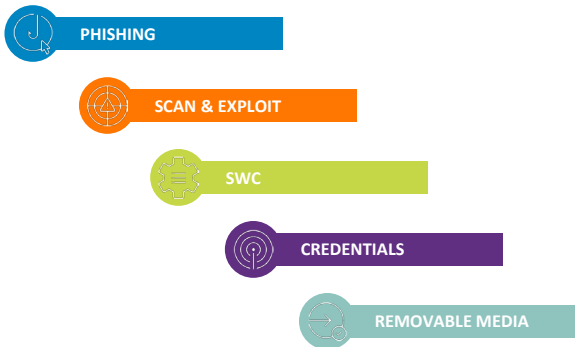 PHISHING
SCAN & EXPLOIT
SWC
CREDENTIALS
REMOVABLE MEDIA